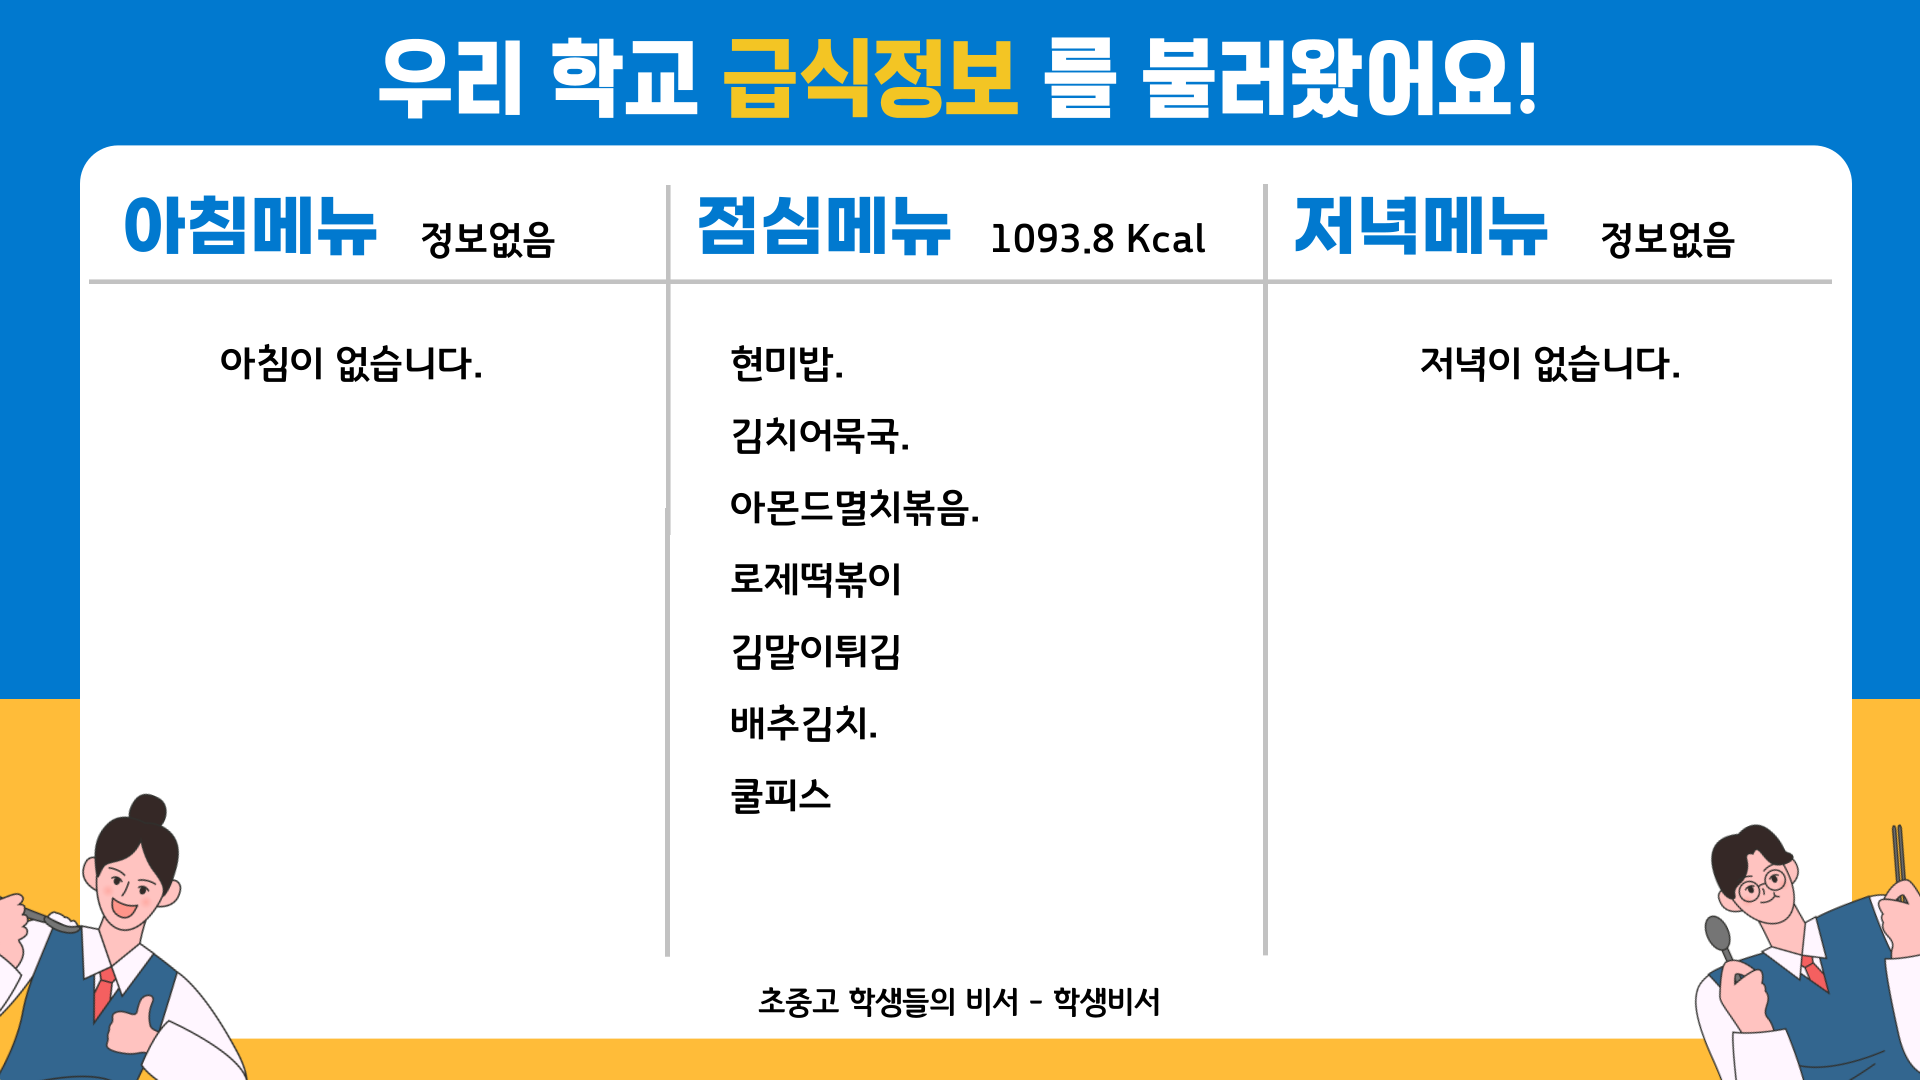 우리 학교 급식정보 를 불러왔어요!
아침메뉴 정보없음
아침이 없습니다.
점심메뉴 1093.8 Kcal
현미밥.
김치어묵국.
아몬드멸치볶음.
로제떡볶이
김말이튀김
배추김치.
쿨피스
저녁메뉴 정보없음
저녁이 없습니다.
초중고 학생들의 비서 - 학생비서